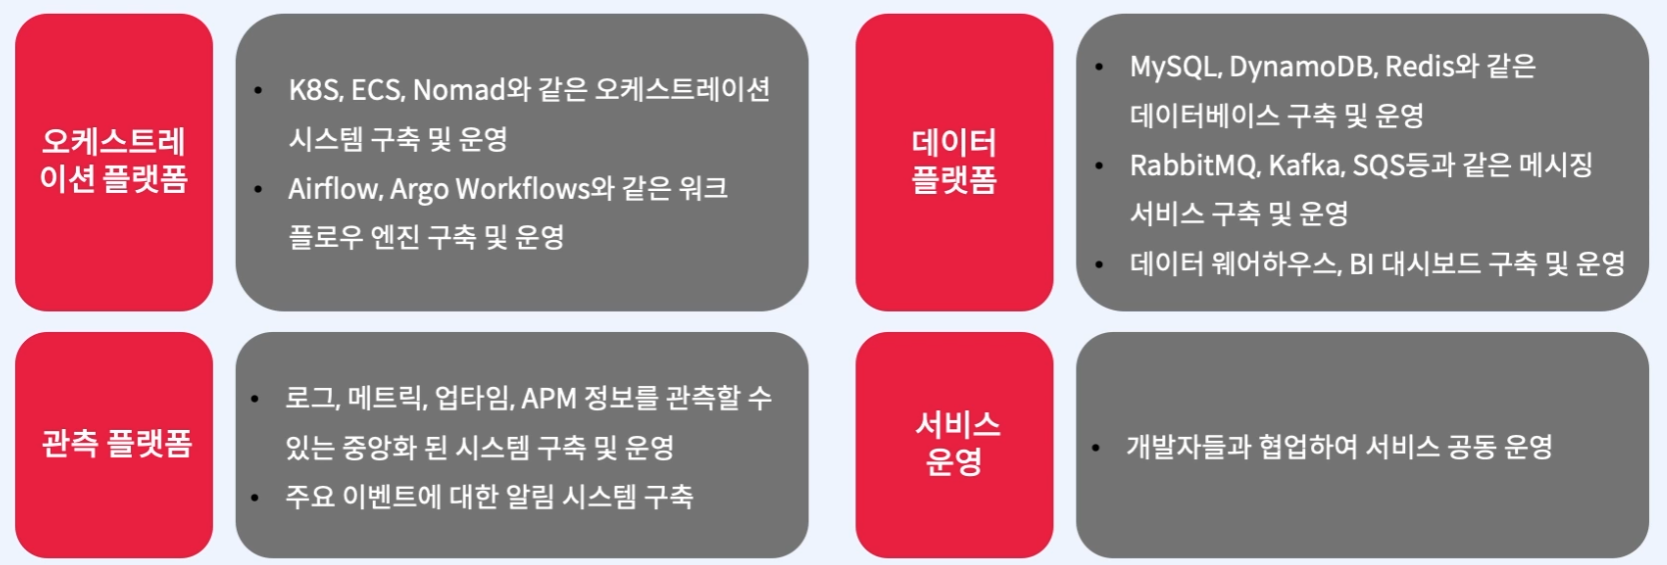 오케스트레
이션 플랫폼
• K8S, ECS, Nomad와 같은 오케스트레이션
시스템 구축 및 운영
• Airflow, Argo Workflows와 같은 워크
플로우 엔진 구축 및 운영
데이터
플랫폼
• MySQL, DynamoDB, Redis와 같은
데이터베이스 구축 및 운영
• RabbitMQ, Kafka, SQS등과 같은 메시징
서비스 구축 및 운영
• 데이터 웨어하우스, BI 대시보드 구축 및 운영
관측 플랫폼
• 로그, 메트릭, 업타임, APM 정보를 관측할 수
있는 중앙화 된 시스템 구축 및 운영
• 주요 이벤트에 대한 알림 시스템 구축
서비스
운영
• 개발자들과 협업하여 서비스 공동 운영